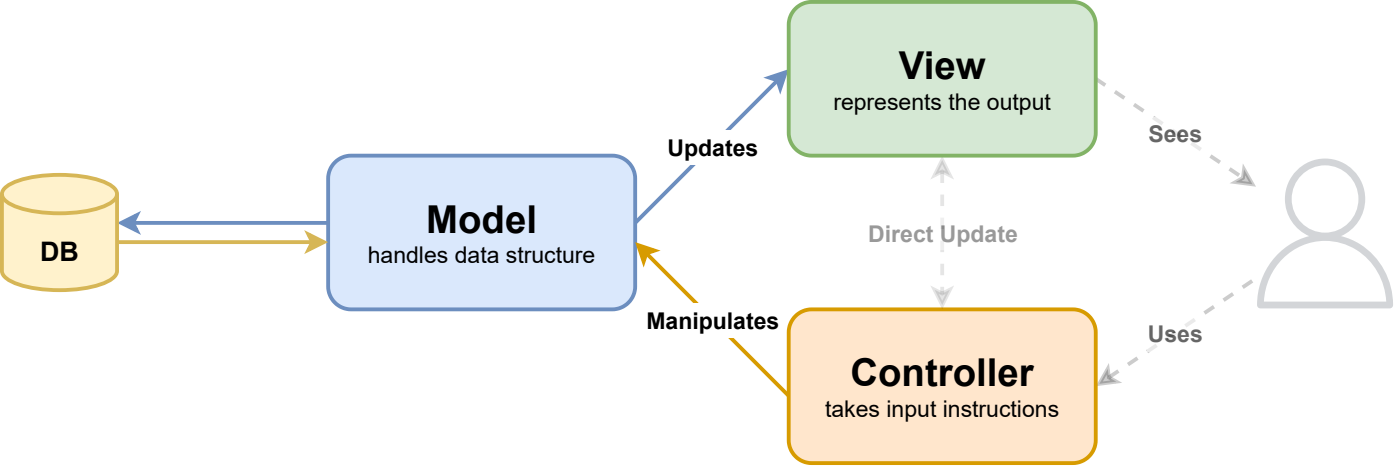 View
represents the output
Updates
Sees
Model
handles data structure
DB
Direct Update
Manipulates
Uses
Controller
takes input instructions